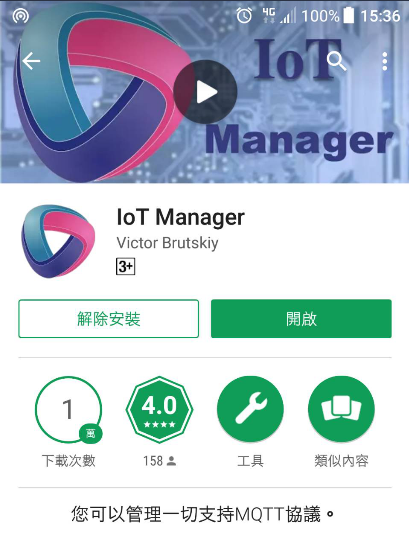 4G 100% 15:36
IoT
Manager
IoT Manager
Victor Brutskiy
3+
解除安裝
開啟
1
萬
下載次數
4.0
158
工具
類似內容
您可以管理一切支持MQTT協議。